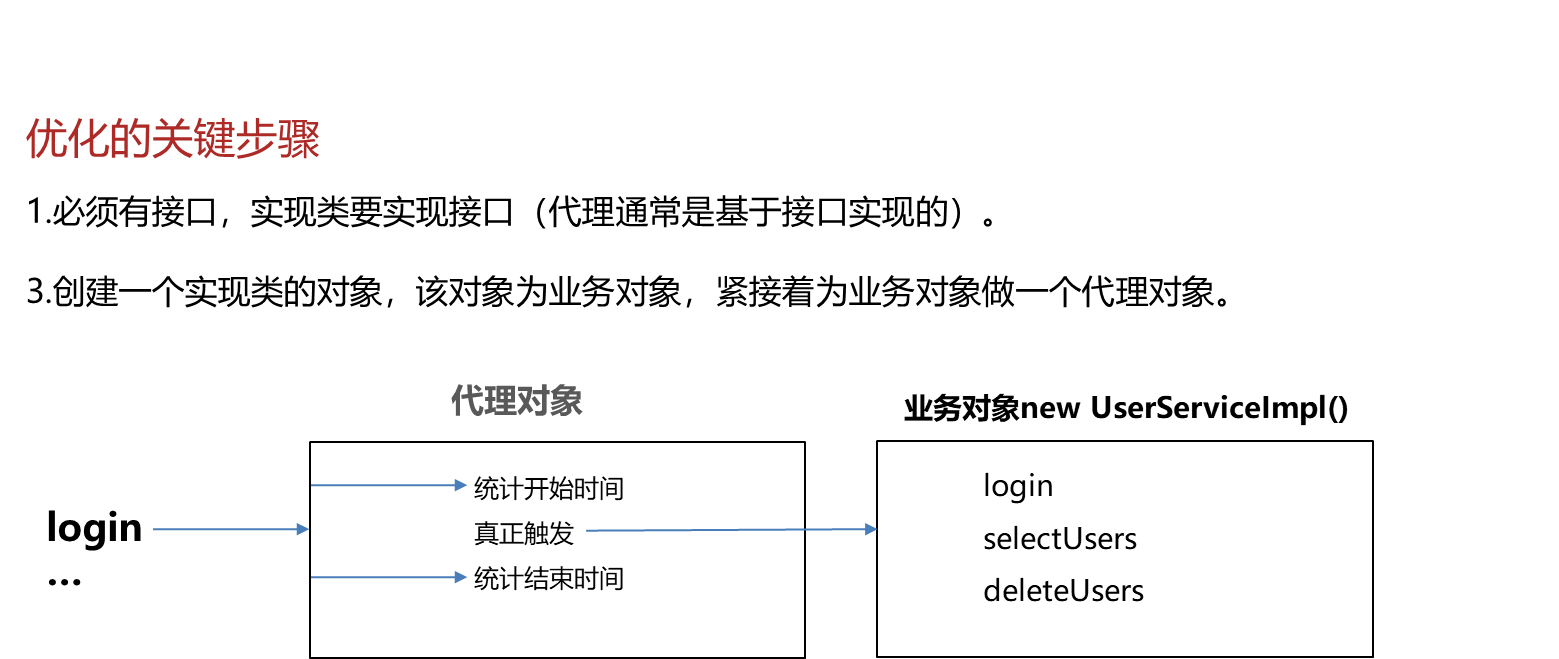 优化的关键步骤
1.必须有接口，实现类要实现接口（代理通常是基于接口实现的）。
3.创建一个实现类的对象，该对象为业务对象，紧接着为业务对象做一个代理对象。
代理对象
业务对象new UserServiceImpl()
login
...
统计开始时间
真正触发
统计结束时间
login
selectUsers
deleteUsers